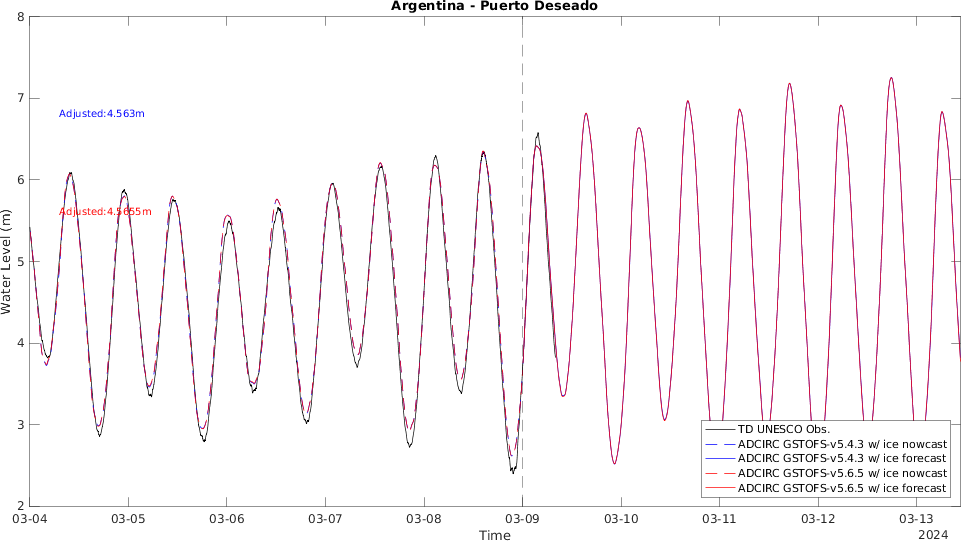 Argentina - Puerto Deseado
8
7
6
5
4
3
2
Water Level (m)
Adjusted:4.563m
Adjusted:4.5655m
TD UNESCO Obs.
ADCIRC GSTOFS-v5.4.3 w/ ice nowcast
ADCIRC GSTOFS-v5.4.3 w/ ice forecast
ADCIRC GSTOFS-v5.6.5 w/ ice nowcast
ADCIRC GSTOFS-v5.6.5 w/ ice forecast
03-04 03-05 03-06 03-07 03-08 03-09 03-10 03-11 03-12 03-13
Time
2024